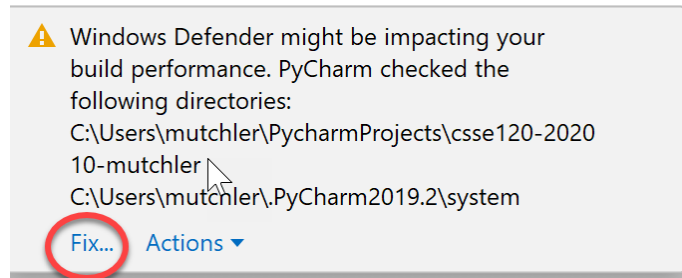 Windows Defender might be impacting your
build performance. PyCharm checked the
following directories:
C:\Users\mutchler\PycharmProjects\csse120-2020
10-mutchler
C:\Users\mutchler\.PyCharm2019.2\system
Fix... Actions